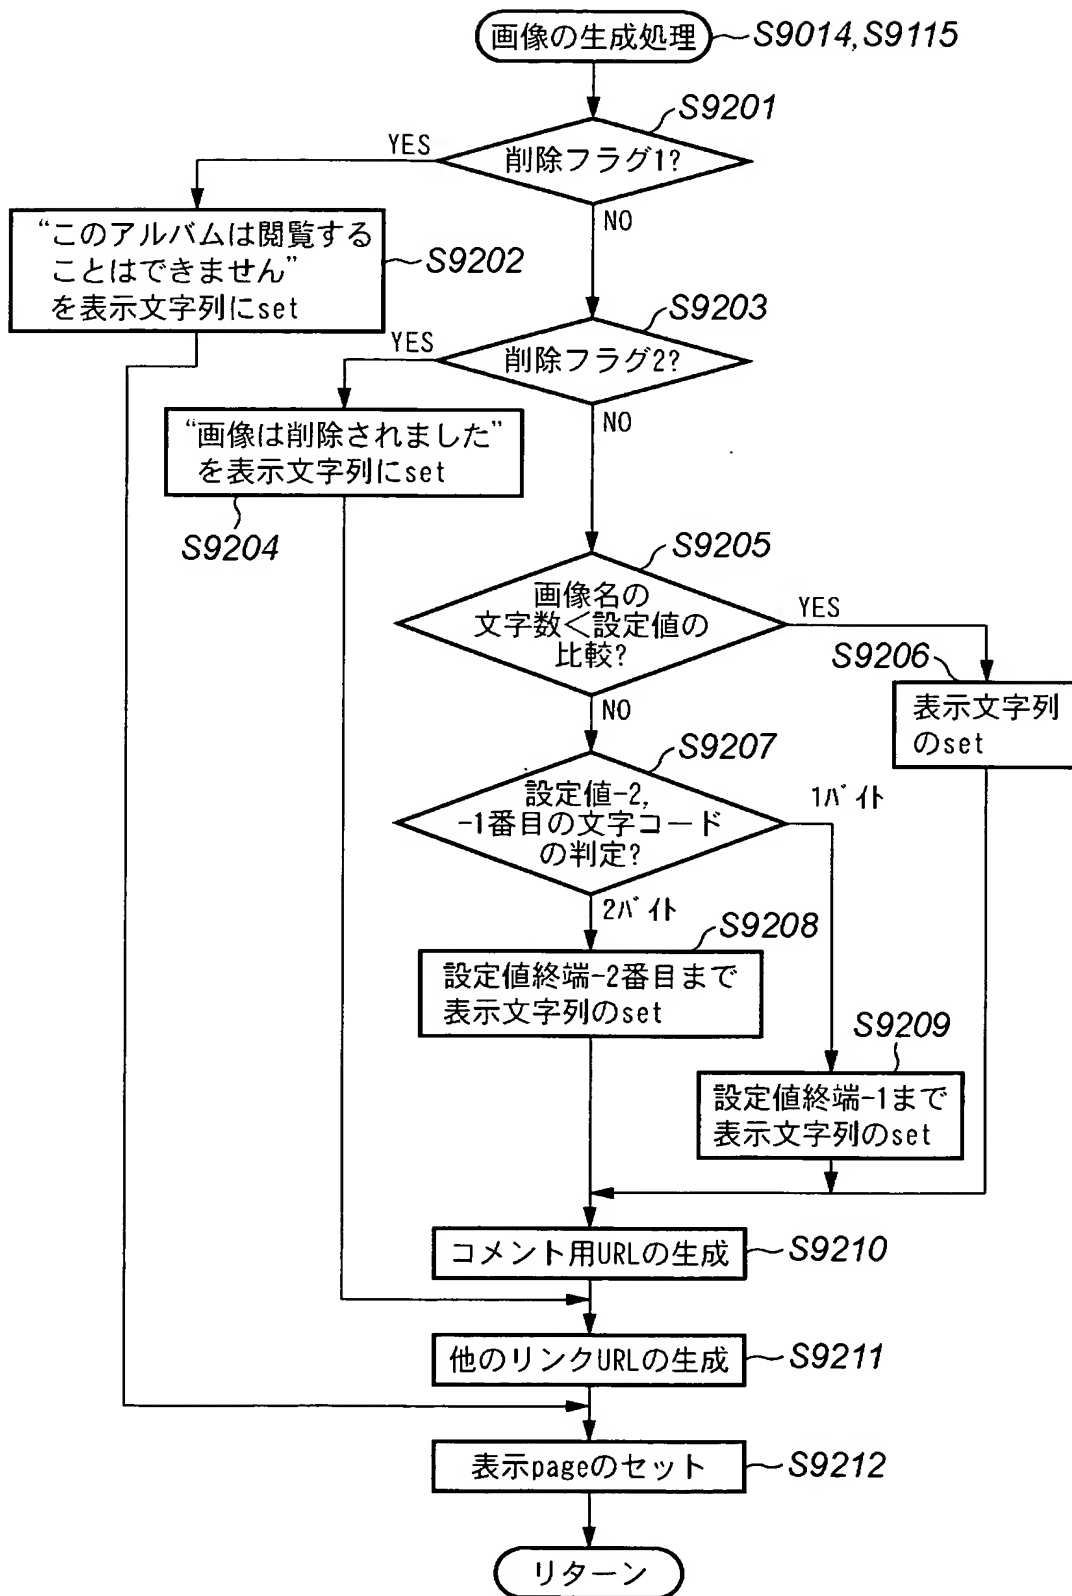 画像の生成処理
S9014,S9115
S9201
YES
削除フラグ1?
NO
“このアルバムは閲覧する
ことはできません”
を表示文字列にset
S9202
S9203
YES
削除フラグ2?
NO
“画像は削除されました”
を表示文字列にset
S9204
S9205
画像名の
文字数<設定値の
比較?
YES
S9206
NO
表示文字列
のset
S9207
設定値-2,
-1番目の文字コード
の判定?
1バイト
2バイト
S9208
設定値終端-2番目まで
表示文字列のset
S9209
設定値終端-1まで
表示文字列のset
コメント用URLの生成
S9210
他のリンクURLの生成
S9211
表示pageのセット
S9212
リターン